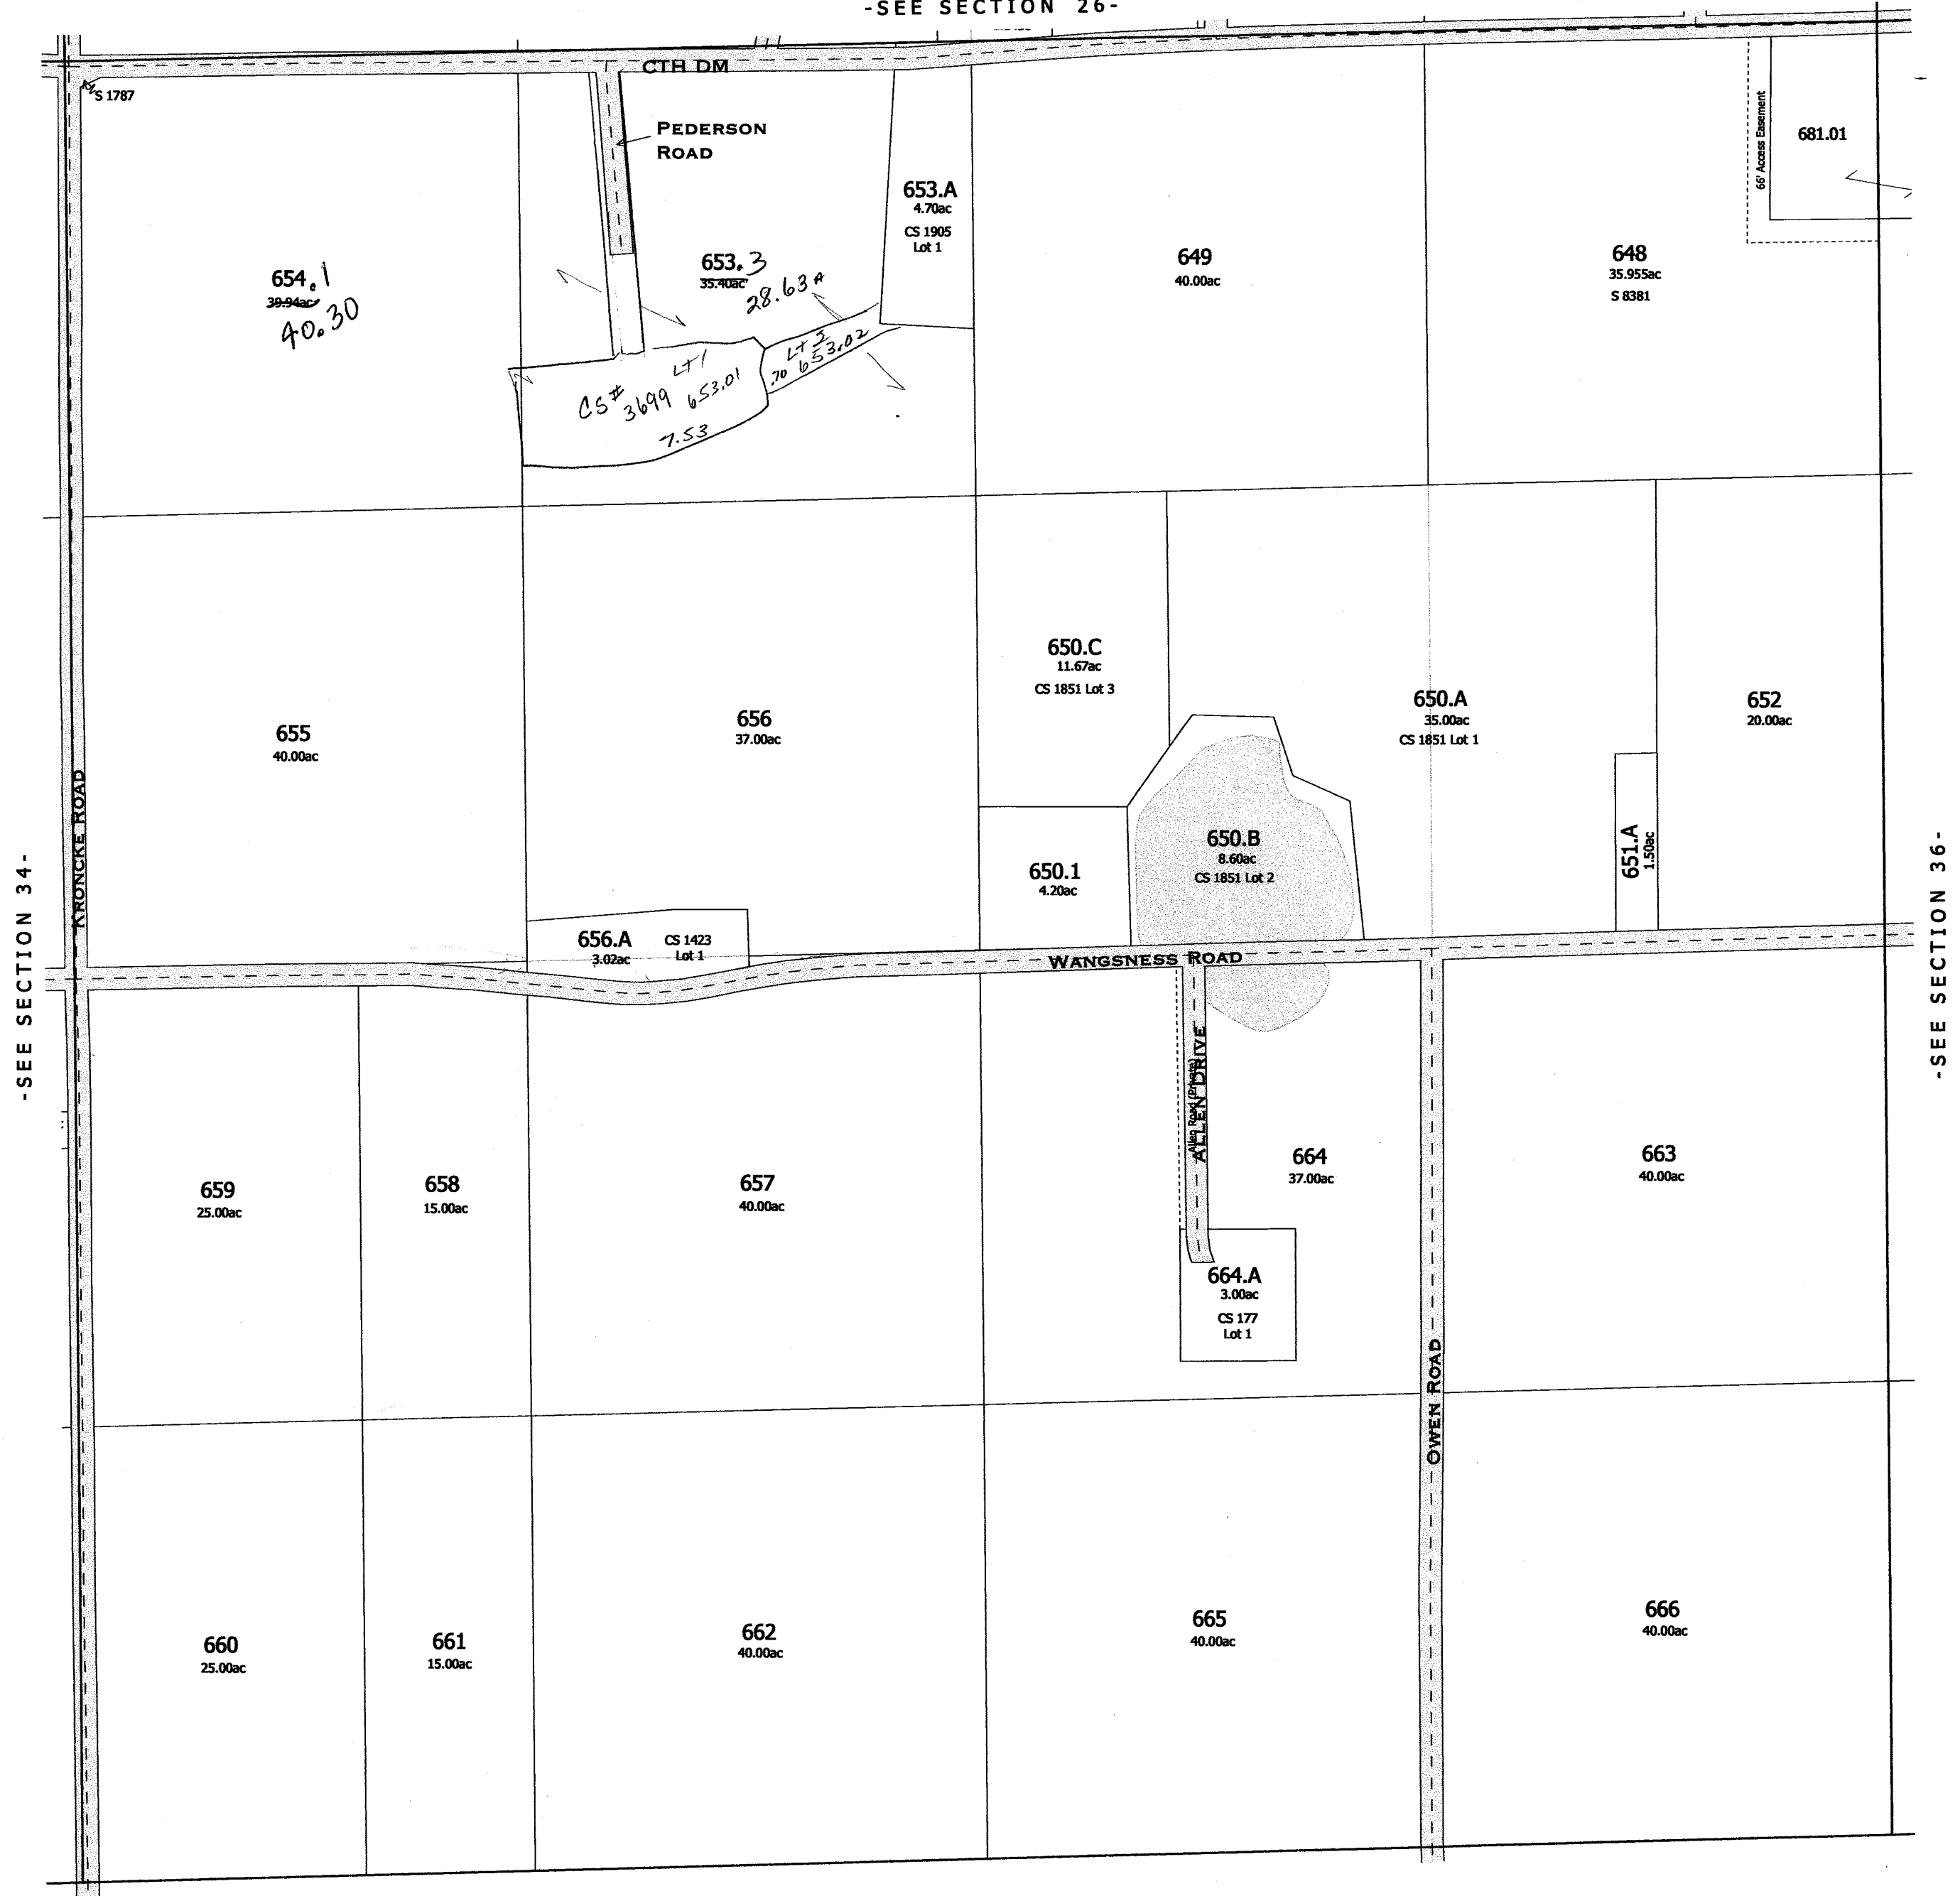 -SEE SECTION 26-
CTH DM
S 1787
PEDERSON
ROAD
66' Access Easement
681.01
653.A
4.70ac
CS 1905
Lot 1
654.1
39.94ac
40.30
653.3
35.40ac
28.63 A
649
40.00ac
648
35.955ac
S 8381
LT 1
CS# 3699 653.01
7.53
LT 2
.70 653.02
650.C
11.67ac
CS 1851 Lot 3
650.A
35.00ac
CS 1851 Lot 1
652
20.00ac
655
40.00ac
656
37.00ac
KRONCKE ROAD
-SEE SECTION 34-
-SEE SECTION 36-
650.B
8.60ac
CS 1851 Lot 2
651.A
1.50ac
650.1
4.20ac
656.A
3.02ac
CS 1423
Lot 1
WANGSNESS ROAD
ALLEN DRIVE
Allen Road (Private)
664
37.00ac
663
40.00ac
659
25.00ac
658
15.00ac
657
40.00ac
664.A
3.00ac
CS 177
Lot 1
OWEN ROAD
660
25.00ac
661
15.00ac
662
40.00ac
665
40.00ac
666
40.00ac